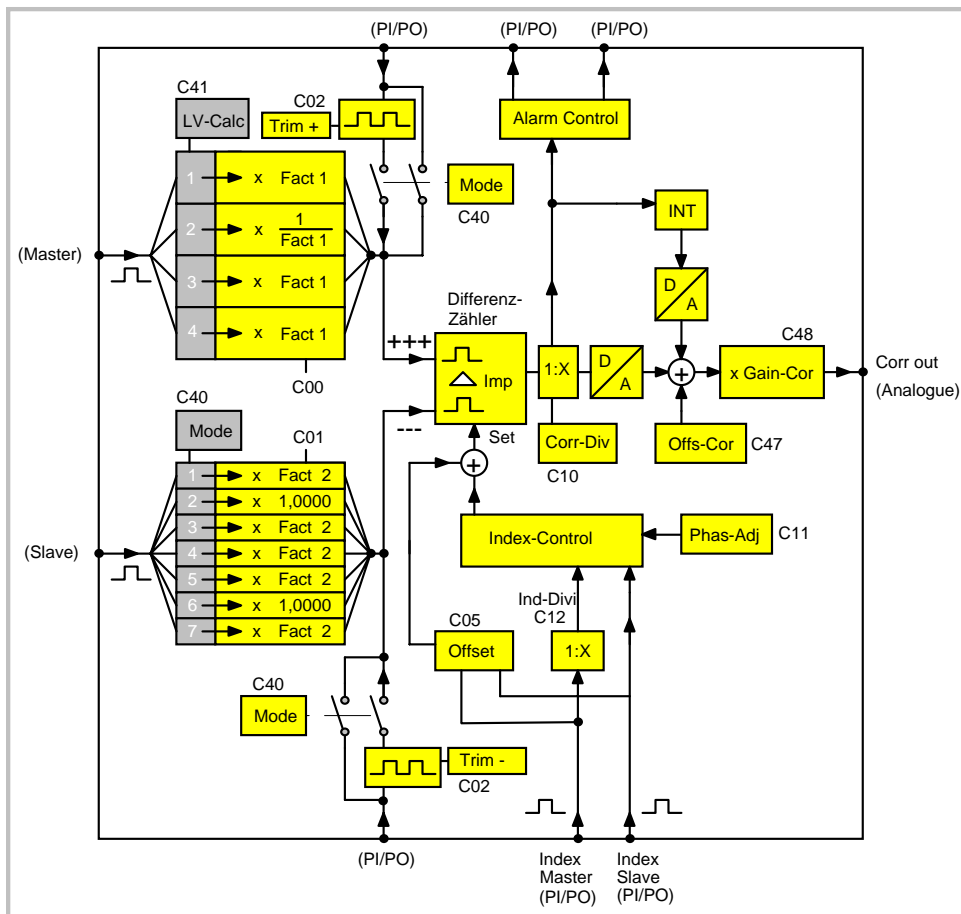 (PI/PO) (PI/PO) (PI/PO)
C41
LV-Calc
C02
Trim +
Alarm Control
1 x Fact 1
2 x 1
Fact 1
3 x Fact 1
4 x Fact 1
C00
Mode
C40
INT
(Master)
D
A
Differenz-
Zähler
+++
Imp
---
Set
1:X
D
A
+
C48
x Gain-Cor
Corr out
(Analogue)
Corr-Div
C10
Offs-Cor
C47
C40
Mode
C01
1 x Fact 2
2 x 1,0000
3 x Fact 2
4 x Fact 2
5 x Fact 2
6 x 1,0000
7 x Fact 2
(Slave)
+
Index-Control
Phas-Adj
C11
Ind-Divi
C12
1:X
C05
Offset
C40
Mode
Trim -
C02
(PI/PO)
Index
Master
(PI/PO)
Index
Slave
(PI/PO)